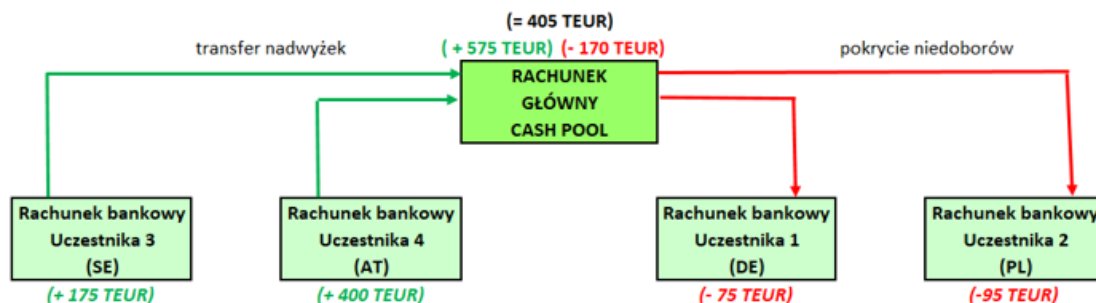 (= 405 TEUR)
transfer nadwyżek
( + 575 TEUR) (- 170 TEUR)
pokrycie niedoborów
RACHUNEK
GŁÓWNY
CASH POOL
Rachunek bankowy
Uczestnika 3
(SE)
(+ 175 TEUR)
Rachunek bankowy
Uczestnika 4
(AT)
(+ 400 TEUR)
Rachunek bankowy
Uczestnika 1
(DE)
(- 75 TEUR)
Rachunek bankowy
Uczestnika 2
(PL)
(-95 TEUR)